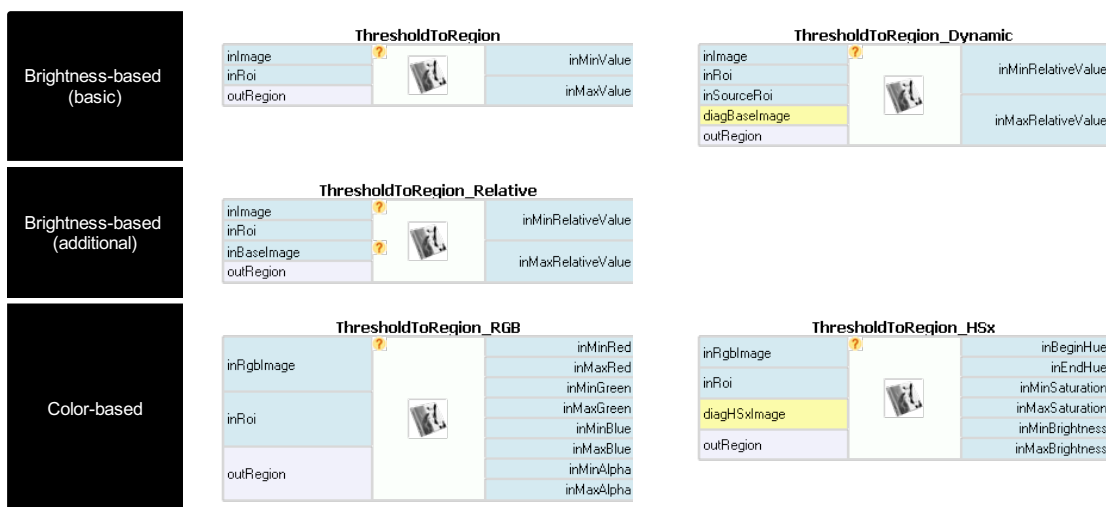 Brightness-based
(basic)
ThresholdToRegion
inImage
inRoi
outRegion
?
inMinValue
inMaxValue
ThresholdToRegion_Dynamic
inImage
inRoi
inSourceRoi
diagBaseImage
outRegion
?
inMinRelativeValue
inMaxRelativeValue
Brightness-based
(additional)
ThresholdToRegion_Relative
inImage
inRoi
inBaseImage
outRegion
?
?
inMinRelativeValue
inMaxRelativeValue
Color-based
ThresholdToRegion_RGB
inRgbImage
inRoi
outRegion
?
inMinRed
inMaxRed
inMinGreen
inMaxGreen
inMinBlue
inMaxBlue
inMinAlpha
inMaxAlpha
ThresholdToRegion_HSx
inRgbImage
inRoi
diagHSxImage
outRegion
?
inBeginHue
inEndHue
inMinSaturation
inMaxSaturation
inMinBrightness
inMaxBrightness